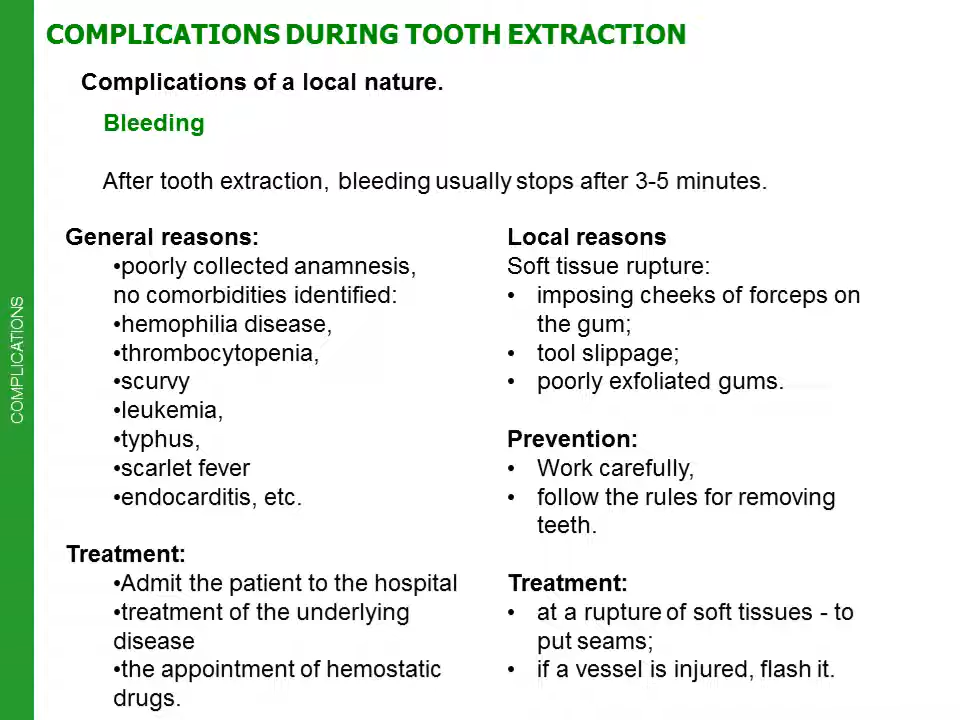 COMPLICATIONS DURING TOOTH EXTRACTION
Complications of a local nature.
Bleeding
After tooth extraction, bleeding usually stops after 3-5 minutes.
General reasons:
•poorly collected anamnesis,
no comorbidities identified:
•hemophilia disease,
•thrombocytopenia,
•scurvy
•leukemia,
•typhus,
•scarlet fever
•endocarditis, etc.
Treatment:
•Admit the patient to the hospital
•treatment of the underlying
disease
•the appointment of hemostatic
drugs.
Local reasons
Soft tissue rupture:
• imposing cheeks of forceps on
the gum;
• tool slippage;
• poorly exfoliated gums.
Prevention:
• Work carefully,
• follow the rules for removing
teeth.
Treatment:
• at a rupture of soft tissues - to
put seams;
• if a vessel is injured, flash it.
COMPLICATIONS